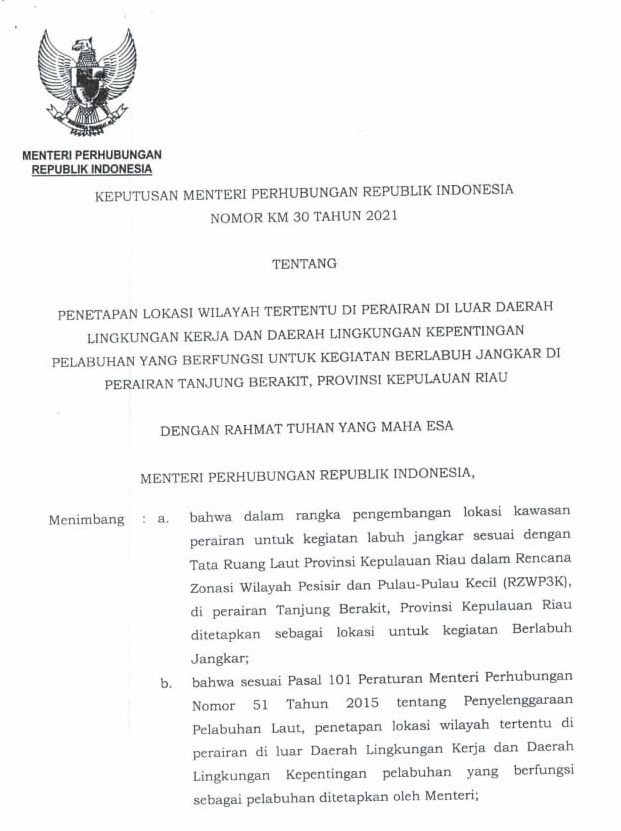 MENTERI PERHUBUNGAN
REPUBLIK INDONESIA
KEPUTUSAN MENTERI PERHUBUNGAN REPUBLIK INDONESIA
NOMOR KM 30 TAHUN 2021
TENTANG
PENETAPAN LOKASI WILAYAH TERTENTU DI PERAIRAN DI LUAR DAERAH
LINGKUNGAN KERJA DAN DAERAH LINGKUNGAN KEPENTINGAN
PELABUHAN YANG BERFUNGSI UNTUK KEGIATAN BERLABUH JANGKAR DI
PERAIRAN TANJUNG BERAKIT, PROVINSI KEPULAUAN RIAU
DENGAN RAHMAT TUHAN YANG MAHA ESA
MENTERI PERHUBUNGAN REPUBLIK INDONESIA,
Menimbang : a. bahwa dalam rangka pengembangan lokasi kawasan
perairan untuk kegiatan labuh jangkar sesuai dengan
Tata Ruang Laut Provinsi Kepulauan Riau dalam Rencana
Zonasi Wilayah Pesisir dan Pulau-Pulau Kecil (RZWP3K),
di perairan Tanjung Berakit, Provinsi Kepulauan Riau
ditetapkan sebagai lokasi untuk kegiatan Berlabuh
Jangkar;
b. bahwa sesuai Pasal 101 Peraturan Menteri Perhubungan
Nomor 51 Tahun 2015 tentang Penyelenggaraan
Pelabuhan Laut, penetapan lokasi wilayah tertentu di
perairan di luar Daerah Lingkungan Kerja dan Daerah
Lingkungan Kepentingan pelabuhan yang berfungsi
sebagai pelabuhan ditetapkan oleh Menteri;